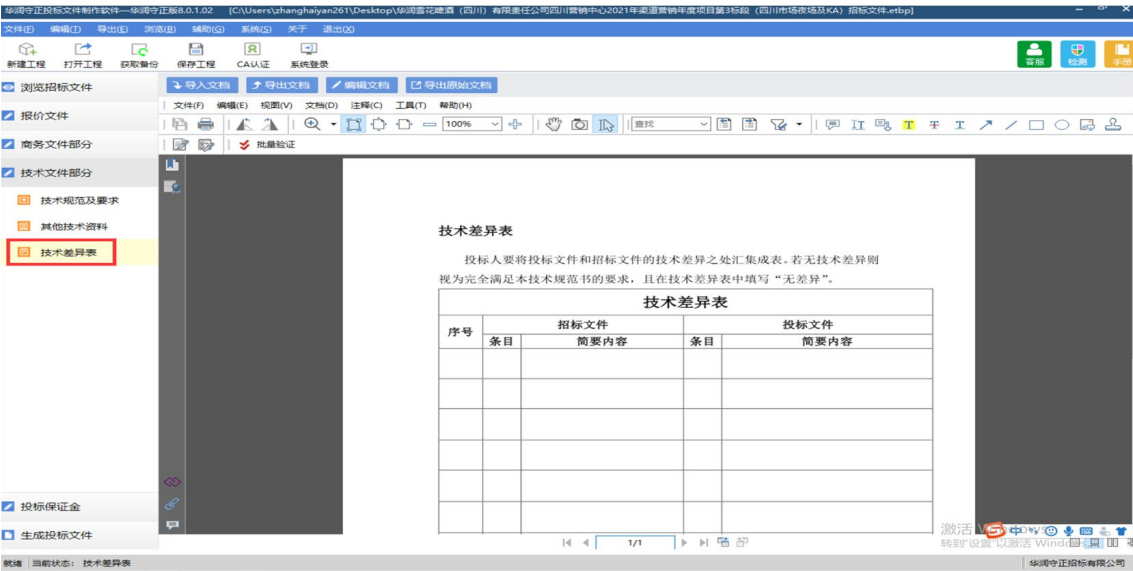 华润守正投标文件制作软件—华润守正版8.0.1.02 [C:\Users\zhanghaiyan261\Desktop\华润雪花啤酒（四川）有限责任公司四川营销中心2021年渠道营销年度项目第3标段（四川市场夜场及KA）招标文件.etbp]
文件(F) 编辑(T) 导出(E) 浏览(B) 辅助(G) 系统(S) 关于 退出(X)
新建工程 打开工程 获取备份 保存工程 CA认证 系统登录 客服 检测 手册
浏览招标文件
导入文档 导出文档 编辑文档 导出原始文档
文件(F) 编辑(E) 视图(V) 文档(D) 注释(C) 工具(T) 帮助(H)
报价文件
100% 查找
商务文件部分
批量验证
技术文件部分
技术规范及要求
其他技术资料
技术差异表
技术差异表
投标人要将投标文件和招标文件的技术差异之处汇集成表。若无技术差异则
视为完全满足本技术规范书的要求，且在技术差异表中填写“无差异”。
技术差异表
序号 招标文件 投标文件
条目 简要内容 条目 简要内容
投标保证金
生成投标文件
激活 Windows
转到"设置"以激活 Windows
中
1/1
就绪 当前状态： 技术差异表
华润守正招标有限公司